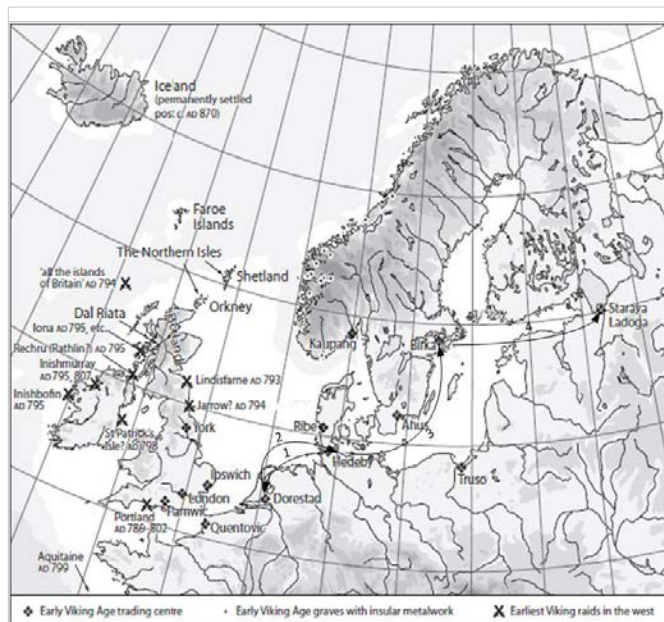 Iceland
(permanently settled
pos: c. AD 870)
Faroe
Islands
The Northern Isles
Shetland
'all the islands
of Britain' AD 794
Orkney
Dal Riata
Iona AD 795, etc.
Rechru (Rathlin?) AD 795
Inishmurray
AD 795, 807
Inishbofin
AD 795
St Patrick's
Isle? AD 798
Lindisfarne AD 793
Jarrow? AD 794
York
Kaupang
Birka
Staraya
Ladoga
Ribe
Åhus
2
1
3
Hedeby
Truso
Ipswich
London
Hamwic
Dorestad
Portland
AD 786-802
Quentovic
Aquitaine
AD 799
Early Viking Age trading centre
Early Viking Age graves with insular metalwork
Earliest Viking raids in the west